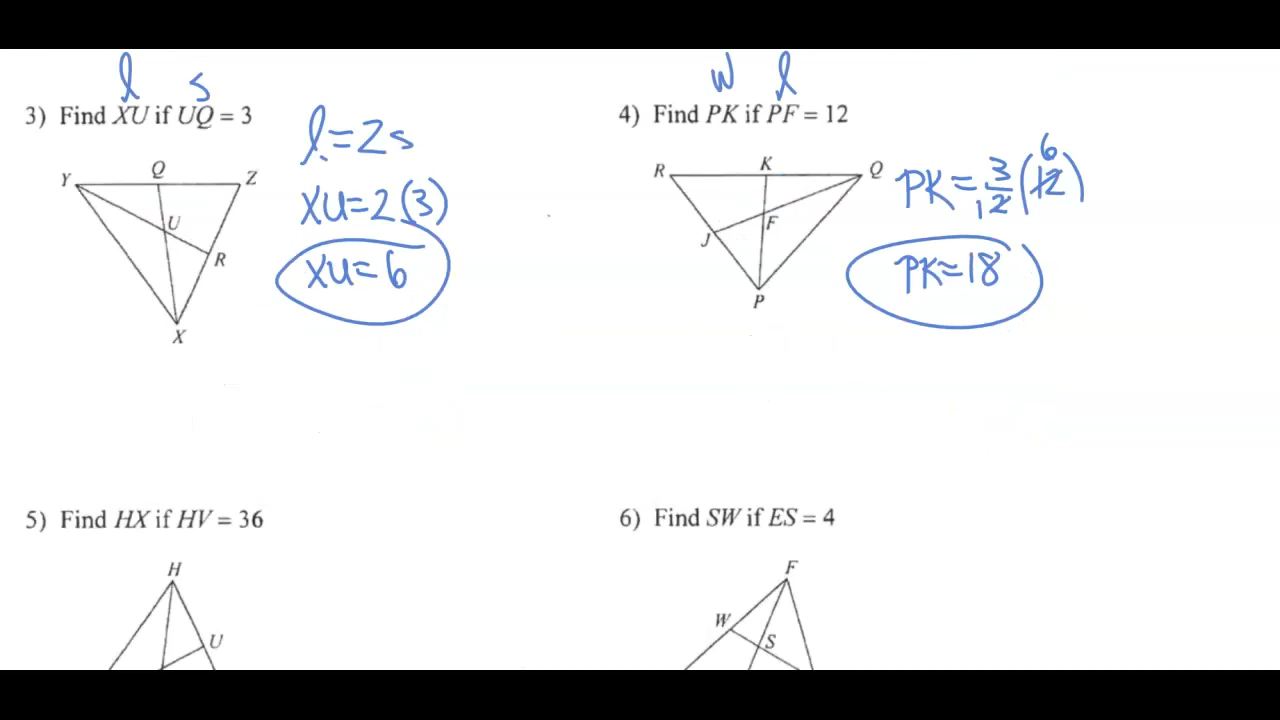 l s
3) Find XU if UQ = 3
l = 2s
Y Q Z
XU = 2(3)
U
R
XU = 6
X
w l
4) Find PK if PF = 12
6
R K Q
PK = 3/2 (12)
1
F
J
PK = 18
P
5) Find HX if HV = 36
H
U
6) Find SW if ES = 4
F
W
S